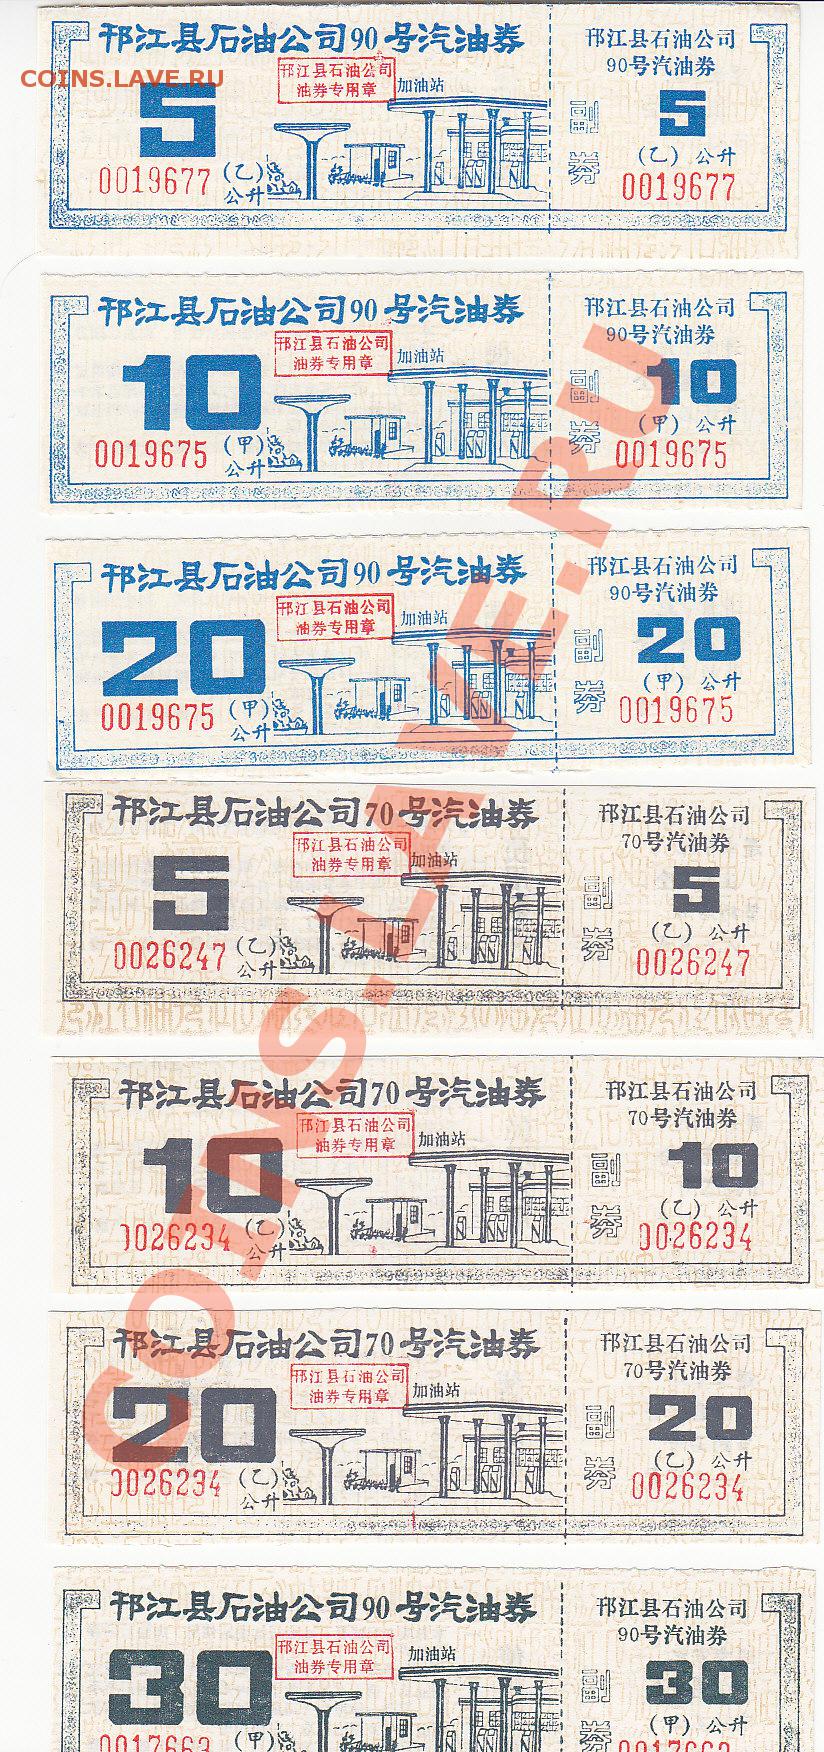 邗江县石油公司90号汽油券
COINS.LAVE.RU
邗江县石油公司
油券专用章
加油站
5
(乙)
0019677
公升
邗江县石油公司
90号汽油券
副券
5
(乙) 公升
0019677
邗江县石油公司90号汽油券
邗江县石油公司
油券专用章
加油站
10
(甲)
0019675
公升
邗江县石油公司
90号汽油券
副券
10
(甲) 公升
0019675
邗江县石油公司90号汽油券
邗江县石油公司
油券专用章
加油站
20
(甲)
0019675
公升
邗江县石油公司
90号汽油券
副券
20
(甲) 公升
0019675
邗江县石油公司70号汽油券
邗江县石油公司
油券专用章
加油站
5
(乙)
0026247
公升
邗江县石油公司
70号汽油券
副券
5
(乙) 公升
0026247
邗江县石油公司70号汽油券
邗江县石油公司
油券专用章
加油站
10
(乙)
0026234
公升
邗江县石油公司
70号汽油券
副券
10
(乙) 公升
0026234
邗江县石油公司70号汽油券
邗江县石油公司
油券专用章
加油站
20
(乙)
0026234
公升
邗江县石油公司
70号汽油券
副券
20
(乙) 公升
0026234
邗江县石油公司90号汽油券
邗江县石油公司
油券专用章
加油站
30
(甲)
0017663
邗江县石油公司
90号汽油券
副券
30
(甲) 公升
0017663
COINS.LAVE.RU